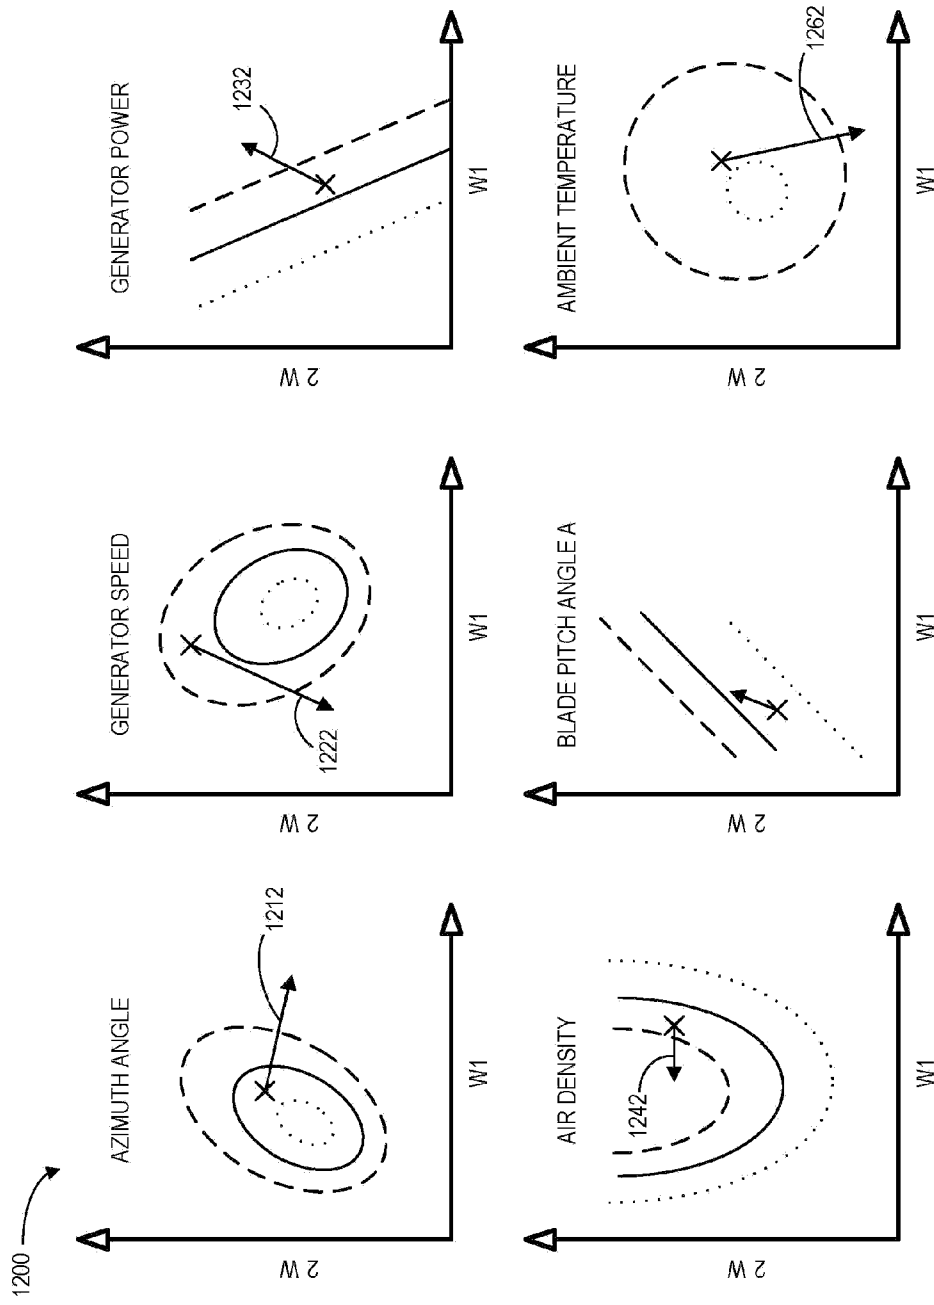 1200
AZIMUTH ANGLE
1212
2 W
W1
GENERATOR SPEED
1222
2 W
W1
GENERATOR POWER
1232
2 W
W1
AIR DENSITY
1242
2 W
W1
BLADE PITCH ANGLE A
2 W
W1
AMBIENT TEMPERATURE
1262
2 W
W1